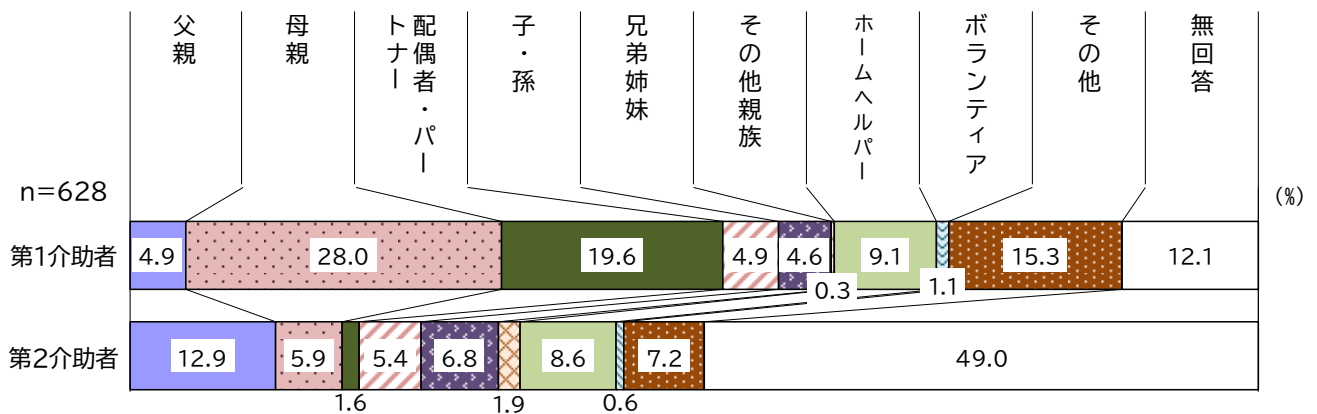 父親
母親
配偶者・パートナー
子・孫
兄弟姉妹
その他親族
ホームヘルパー
ボランティア
その他
無回答
n=628
(%)
第1介助者
4.9
28.0
19.6
4.9
4.6
0.3
9.1
1.1
15.3
12.1
第2介助者
12.9
5.9
1.6
5.4
6.8
1.9
8.6
0.6
7.2
49.0